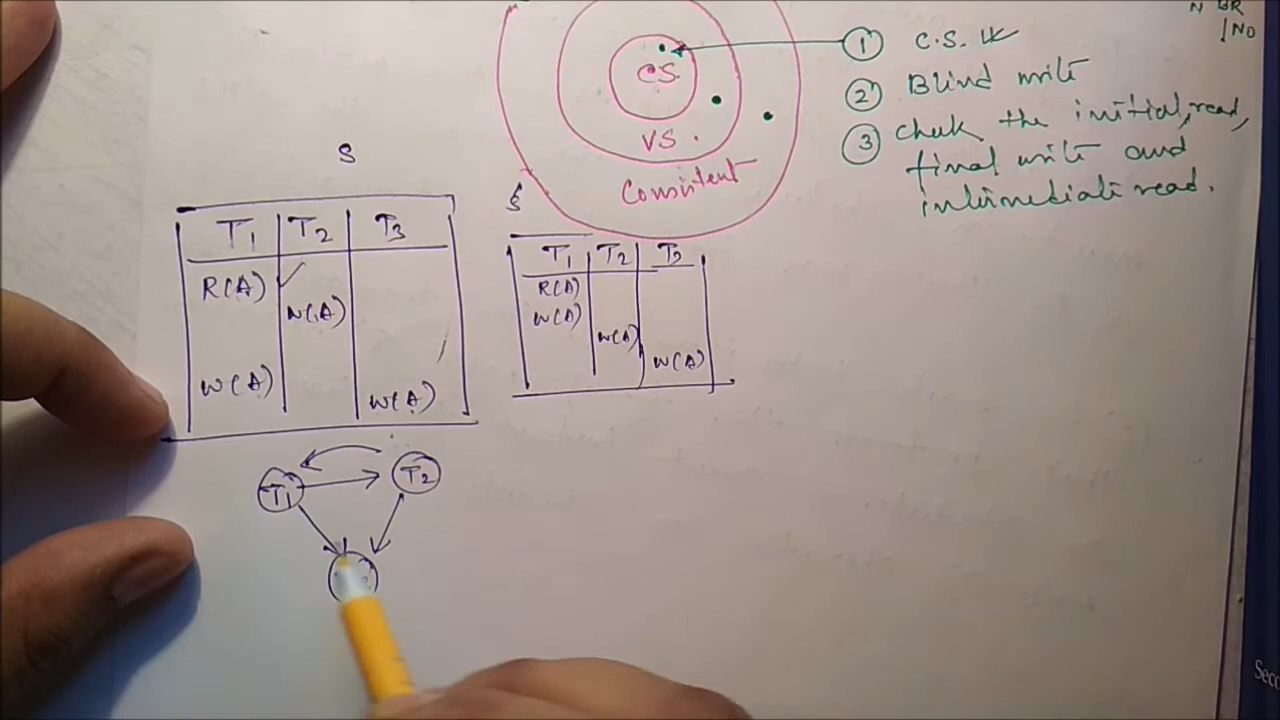 N BR
/NO
① C.S. ✓
② Blind write
③ Check the initial, read,
final write and
intermediate read.
C.S.
VS.
Consistent
S
T₁ T₂ T₃
R(A) ✓
W(A)
W(A)
W(A)
S
T₁ T₂ T₃
R(A)
W(A)
W(A)
W(A)
T₁ T₂
Seco